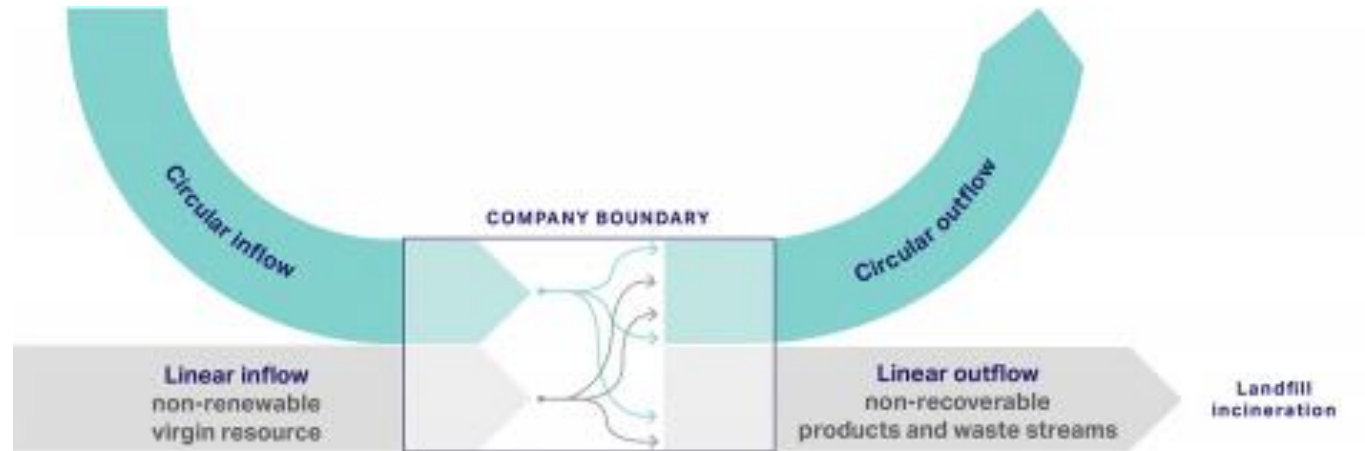 Circular inflow
COMPANY BOUNDARY
Circular outflow
Linear inflow
non-renewable
virgin resource
Linear outflow
non-recoverable
products and waste streams
Landfill
incineration